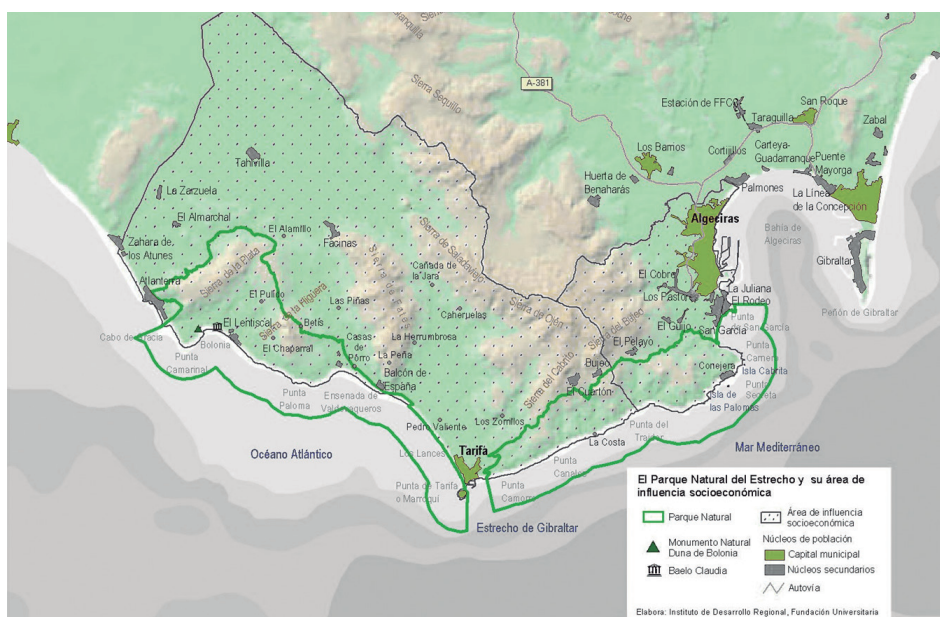 A-381
Sierra Sequillo
Estación de FFCC
San Roque
Taraguilla
Zabal
Los Barrios
Cortijillos
Carteya-
Guadarranque
Puente
Mayorga
Huerta de
Benaharás
Palmones
La Línea
de la Concepción
Tahivilla
La Zarzuela
El Almarchal
El Alamillo
Facinas
Zahara de
los Atunes
Atlanterra
Sierra de la Plata
Algeciras
Bahía de
Algeciras
Gibraltar
Sierra de Saladaviejo
Cañada de
la Jara
El Cobre
Los Pastores
La Juliana
El Rodeo
Peñón de Gibraltar
El Pulido
Sierra de la Higuera
Las Piñas
Caheruelas
Sierra de Ojén
Cabo de Gracia
El Lentiscal
Bolonia
Betis
El Chaparral
Casas de
Porro
La Herrumbrosa
La Peña
Balcón de
España
Sierra del Cabrito
Bujeo
El Pelayo
El Guijo
San García
Punta
de San García
Punta
Carnero
Isla Cabrita
Conejera
Punta
Secreta
Isla de
las Palomas
El Cuartón
Punta
Camarinal
Punta
Paloma
Ensenada de
Valdevaqueros
Pedro Valiente
Los Zorrillos
Los Lances
Tarifa
La Costa
Punta del
Traidor
Punta
Canales
Punta
Camorro
Punta de Tarifa
o Marroquí
Océano Atlántico
Mar Mediterráneo
Estrecho de Gibraltar
El Parque Natural del Estrecho y su área de
influencia socioeconómica
Parque Natural
Área de influencia
socioeconómica
Monumento Natural
Duna de Bolonia
Núcleos de población
Capital municipal
Baelo Claudia
Núcleos secundarios
Autovía
Elabora: Instituto de Desarrollo Regional, Fundación Universitaria